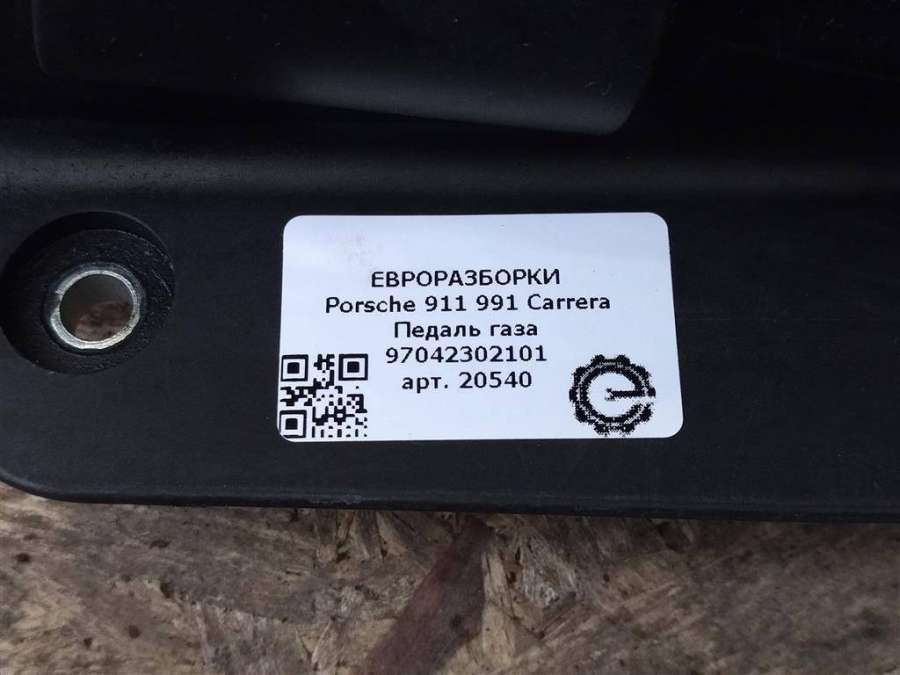 ЕВРОРАЗБОРКИ
Porsche 911 991 Carrera
Педаль газа
97042302101
арт. 20540